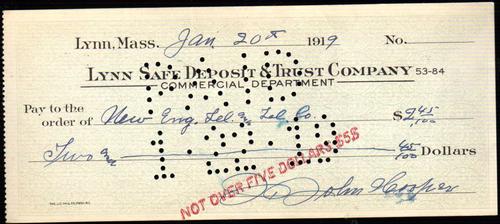 Lynn, Mass. Jan 20th 1919 No.
LYNN SAFE DEPOSIT & TRUST COMPANY 53-84
COMMERCIAL DEPARTMENT
Pay to the
order of New Eng. Tel. & Tel. Co. $2 45/100
Two and 45/100 Dollars
NOT OVER FIVE DOLLARS $5$
John Hooper